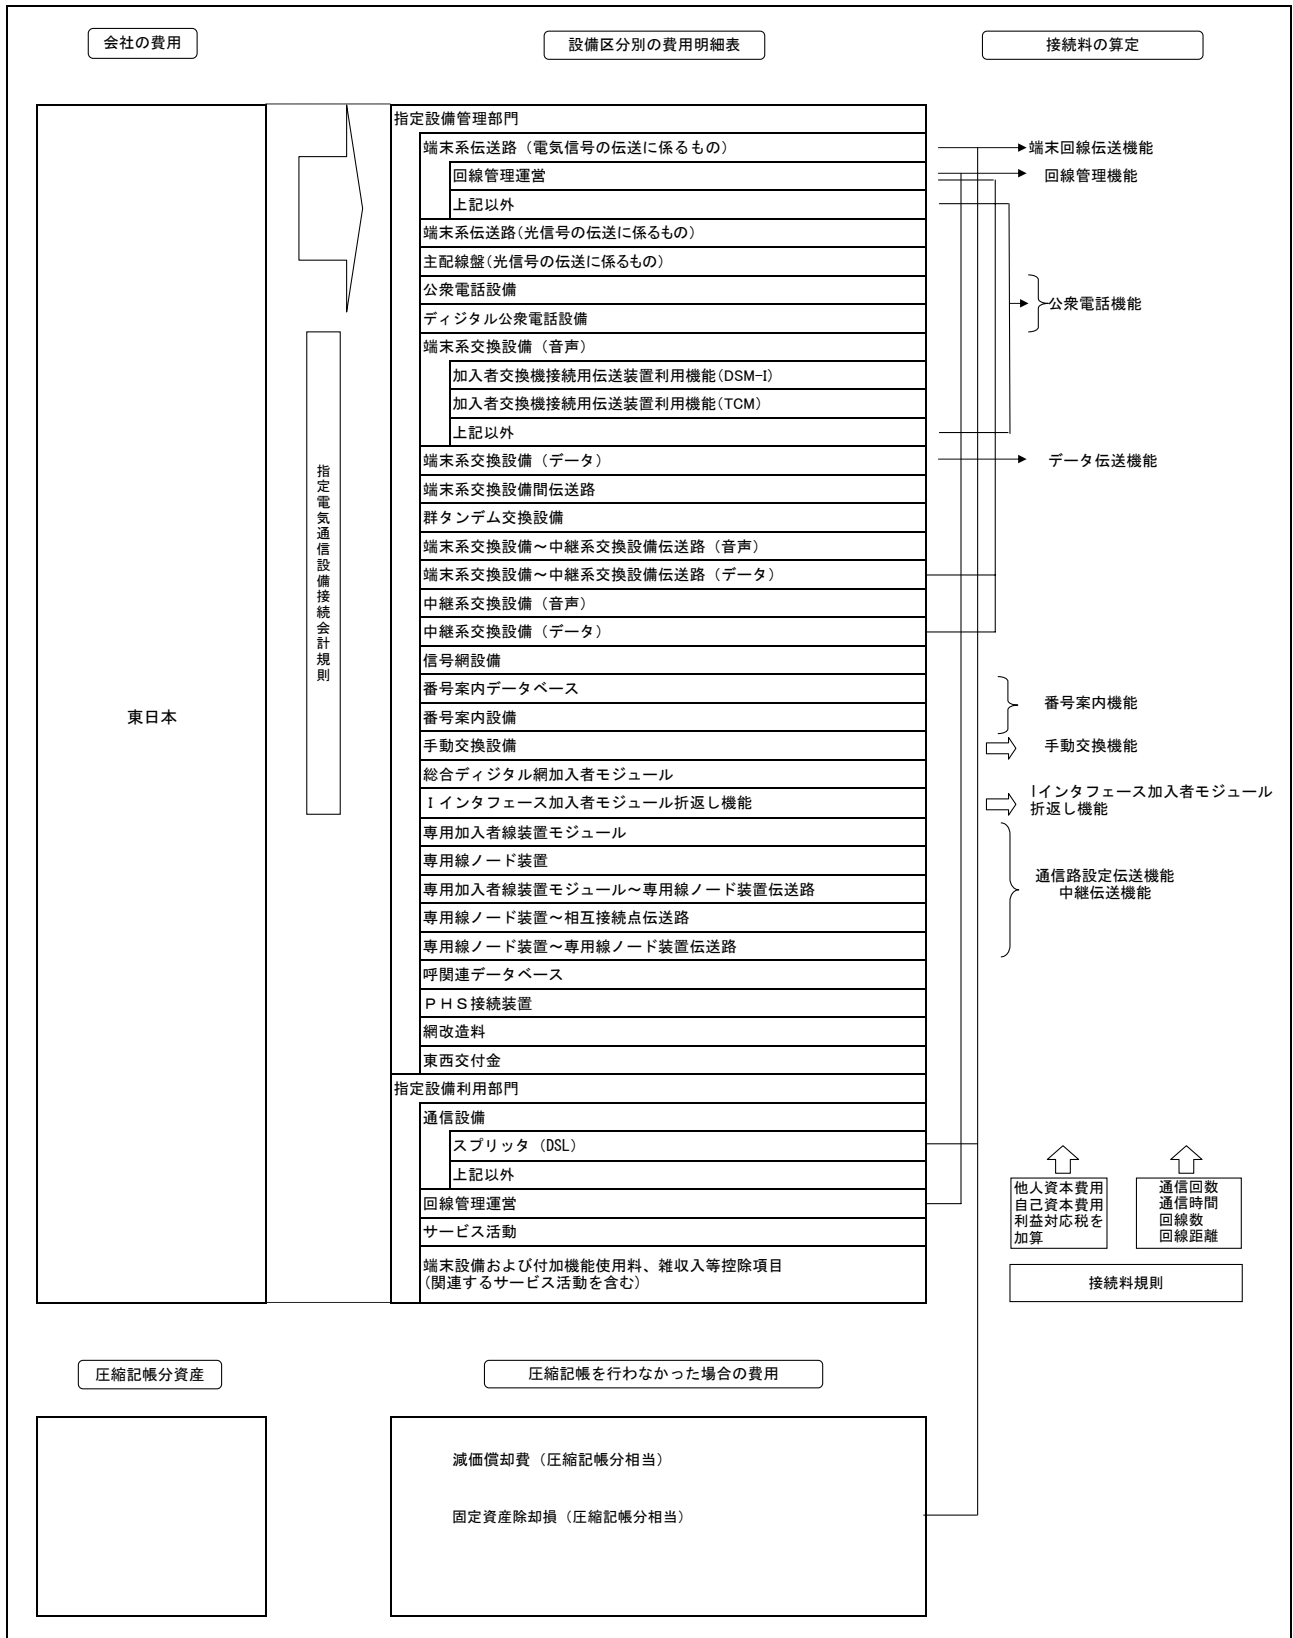 会社の費用
設備区分別の費用明細表
接続料の算定
東日本
指定電気通信設備接続会計規則
指定設備管理部門
端末系伝送路（電気信号の伝送に係るもの）
回線管理運営
上記以外
端末系伝送路(光信号の伝送に係るもの)
主配線盤(光信号の伝送に係るもの)
公衆電話設備
ディジタル公衆電話設備
端末系交換設備（音声）
加入者交換機接続用伝送装置利用機能(DSM-I)
加入者交換機接続用伝送装置利用機能(TCM)
上記以外
端末系交換設備（データ）
端末系交換設備間伝送路
群タンデム交換設備
端末系交換設備～中継系交換設備伝送路（音声）
端末系交換設備～中継系交換設備伝送路（データ）
中継系交換設備（音声）
中継系交換設備（データ）
信号網設備
番号案内データベース
番号案内設備
手動交換設備
総合ディジタル網加入者モジュール
Ｉインタフェース加入者モジュール折返し機能
専用加入者線装置モジュール
専用線ノード装置
専用加入者線装置モジュール～専用線ノード装置伝送路
専用線ノード装置～相互接続点伝送路
専用線ノード装置～専用線ノード装置伝送路
呼関連データベース
ＰＨＳ接続装置
網改造料
東西交付金
指定設備利用部門
通信設備
スプリッタ（DSL）
上記以外
回線管理運営
サービス活動
端末設備および付加機能使用料、雑収入等控除項目
(関連するサービス活動を含む)
端末回線伝送機能
回線管理機能
公衆電話機能
データ伝送機能
番号案内機能
手動交換機能
Iインタフェース加入者モジュール
折返し機能
通信路設定伝送機能
中継伝送機能
他人資本費用
自己資本費用
利益対応税を
加算
通信回数
通信時間
回線数
回線距離
接続料規則
圧縮記帳分資産
圧縮記帳を行わなかった場合の費用
減価償却費（圧縮記帳分相当）
固定資産除却損（圧縮記帳分相当）